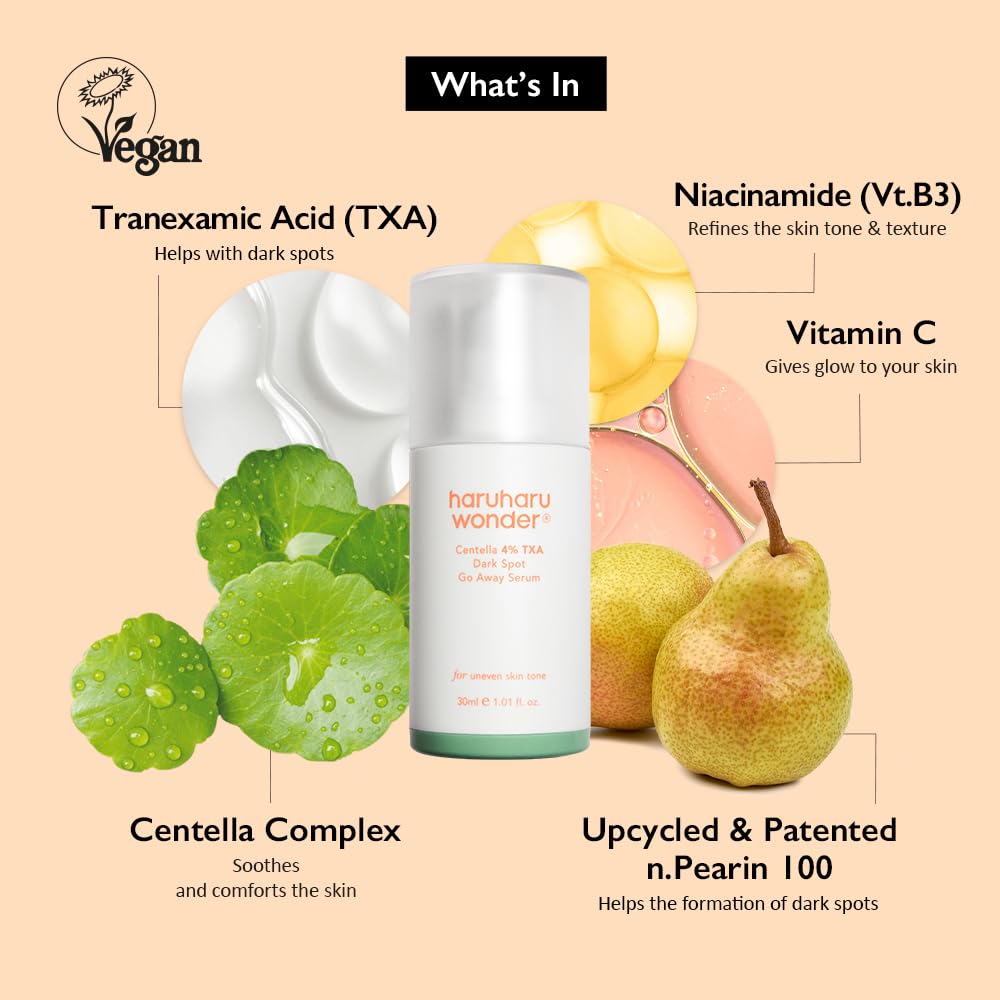 What's In
Vegan
Tranexamic Acid (TXA)
Helps with dark spots
Niacinamide (Vt.B3)
Refines the skin tone & texture
Vitamin C
Gives glow to your skin
haruharu
wonder®
Centella 4% TXA
Dark Spot
Go Away Serum
for uneven skin tone
30ml ℮ 1.01 fl. oz.
Centella Complex
Soothes
and comforts the skin
Upcycled & Patented
n.Pearin 100
Helps the formation of dark spots